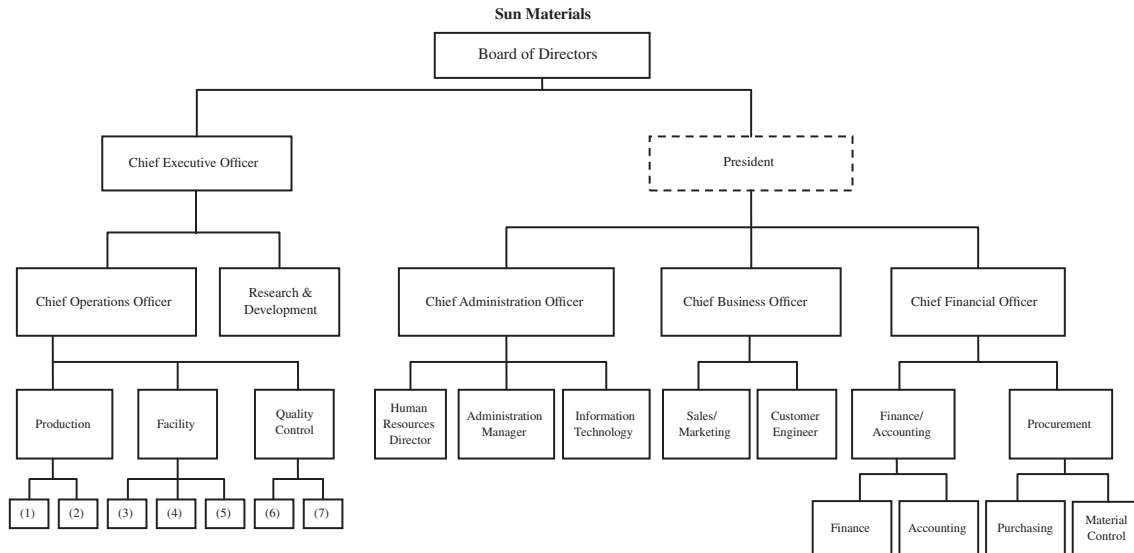 Sun Materials
Board of Directors
Chief Executive Officer
President
Chief Operations Officer
Research &
Development
Chief Administration Officer
Chief Business Officer
Chief Financial Officer
Production
Facility
Quality
Control
Human
Resources
Director
Administration
Manager
Information
Technology
Sales/
Marketing
Customer
Engineer
Finance/
Accounting
Procurement
(1)
(2)
(3)
(4)
(5)
(6)
(7)
Finance
Accounting
Purchasing
Material
Control